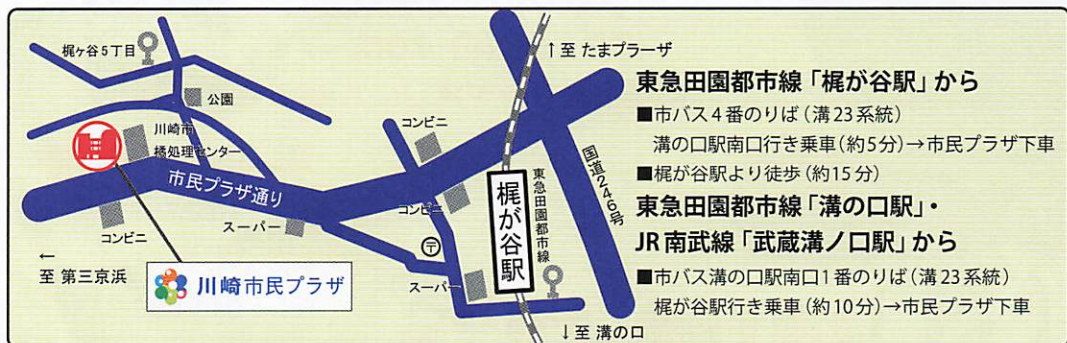 梶ヶ谷5丁目
公園
川崎市
橘処理センター
市民プラザ通り
コンビニ
← 
至 第三京浜
川崎市民プラザ
スーパー
コンビニ
コンビニ
〒
スーパー
梶が谷駅
東急田園都市線
↑至 たまプラーザ
国道246号
↓至 溝の口
東急田園都市線「梶が谷駅」から
■市バス4番のりば(溝23系統)
溝の口駅南口行き乗車(約5分)→市民プラザ下車
■梶が谷駅より徒歩(約15分)
東急田園都市線「溝の口駅」・
JR南武線「武蔵溝ノ口駅」から
■市バス溝の口駅南口1番のりば(溝23系統)
梶が谷駅行き乗車(約10分)→市民プラザ下車